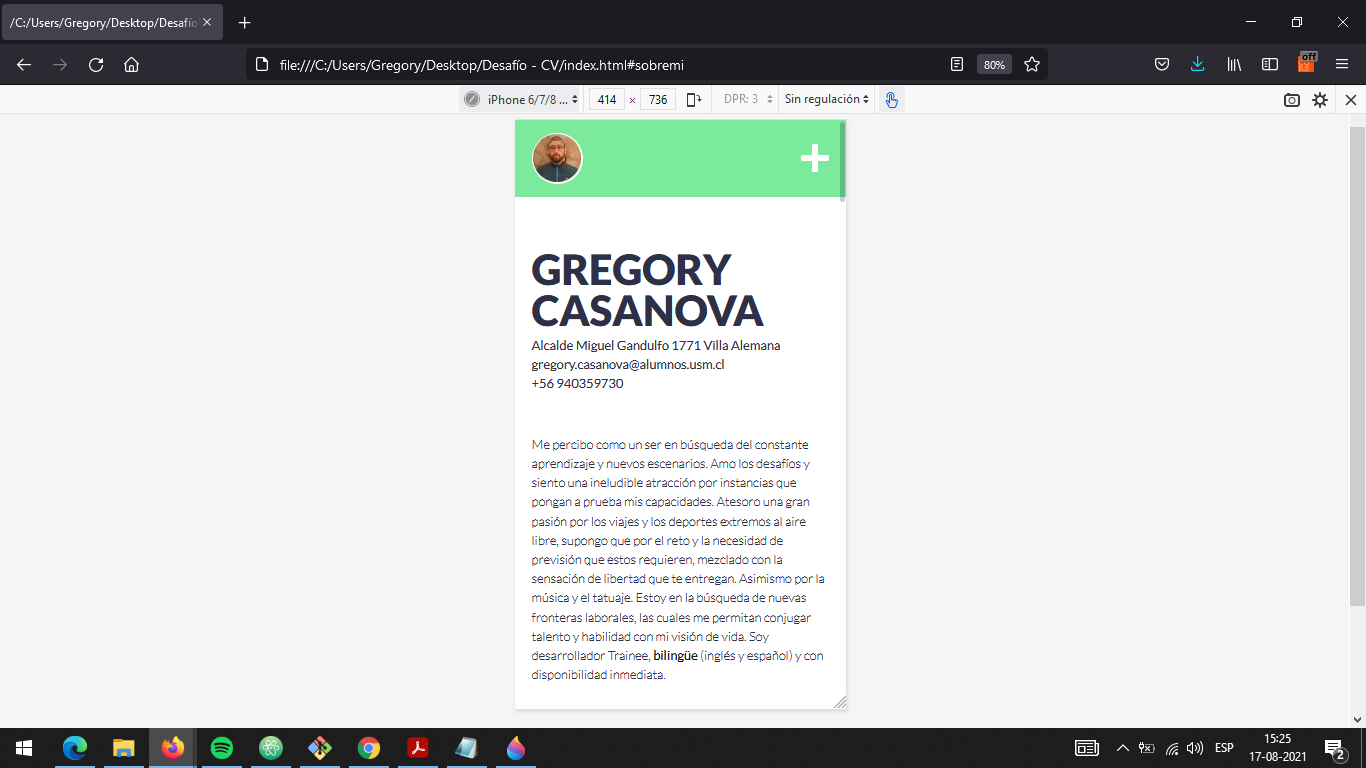 /C:/Users/Gregory/Desktop/Desafío
file:///C:/Users/Gregory/Desktop/Desafío - CV/index.html#sobremi
80%
off
iPhone 6/7/8 ...
414 × 736
DPR: 3
Sin regulación
GREGORY
CASANOVA
Alcalde Miguel Gandulfo 1771 Villa Alemana
gregory.casanova@alumnos.usm.cl
+56 940359730
Me percibo como un ser en búsqueda del constante
aprendizaje y nuevos escenarios. Amo los desafíos y
siento una ineludible atracción por instancias que
pongan a prueba mis capacidades. Atesoro una gran
pasión por los viajes y los deportes extremos al aire
libre, supongo que por el reto y la necesidad de
previsión que estos requieren, mezclado con la
sensación de libertad que te entregan. Asimismo por la
música y el tatuaje. Estoy en la búsqueda de nuevas
fronteras laborales, las cuales me permitan conjugar
talento y habilidad con mi visión de vida. Soy
desarrollador Trainee, bilingüe (inglés y español) y con
disponibilidad inmediata.
ESP
15:25
17-08-2021
2